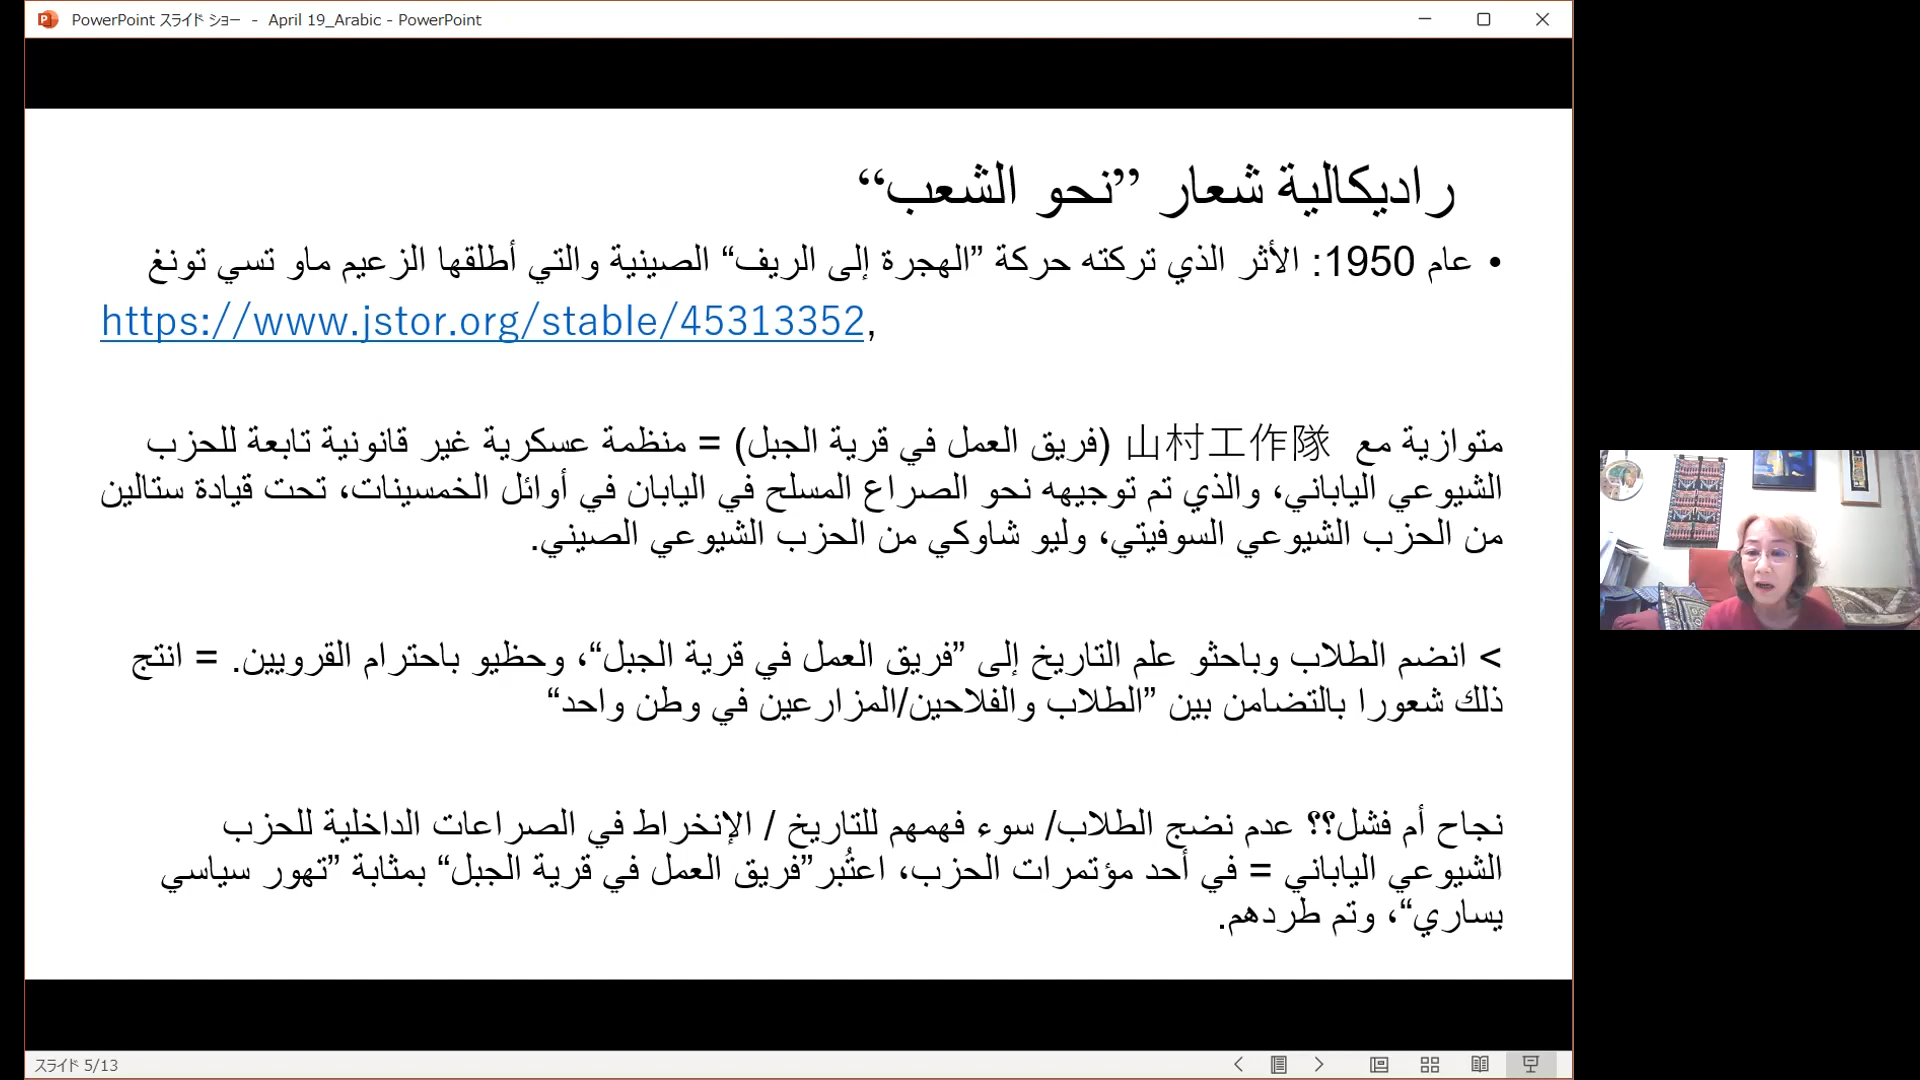 PowerPoint スライド ショー - April 19_Arabic - PowerPoint
راديكالية شعار ”نحو الشعب“
• عام 1950: الأثر الذي تركته حركة ”الهجرة إلى الريف“ الصينية والتي أطلقها الزعيم ماو تسي تونغ
https://www.jstor.org/stable/45313352,
متوازية مع 山村工作隊 (فريق العمل في قرية الجبل) = منظمة عسكرية غير قانونية تابعة للحزب
الشيوعي الياباني، والذي تم توجيهه نحو الصراع المسلح في اليابان في أوائل الخمسينات، تحت قيادة ستالين
من الحزب الشيوعي السوفيتي، وليو شاوكي من الحزب الشيوعي الصيني.
> انضم الطلاب وباحثو علم التاريخ إلى ”فريق العمل في قرية الجبل“، وحظيو باحترام القرويين. = انتج
ذلك شعورا بالتضامن بين ”الطلاب والفلاحين/المزارعين في وطن واحد“
نجاح أم فشل؟؟ عدم نضج الطلاب/ سوء فهمهم للتاريخ / الإنخراط في الصراعات الداخلية للحزب
الشيوعي الياباني = في أحد مؤتمرات الحزب، اعتُبر”فريق العمل في قرية الجبل“ بمثابة ”تهور سياسي
يساري“، وتم طردهم.
スライド 5/13